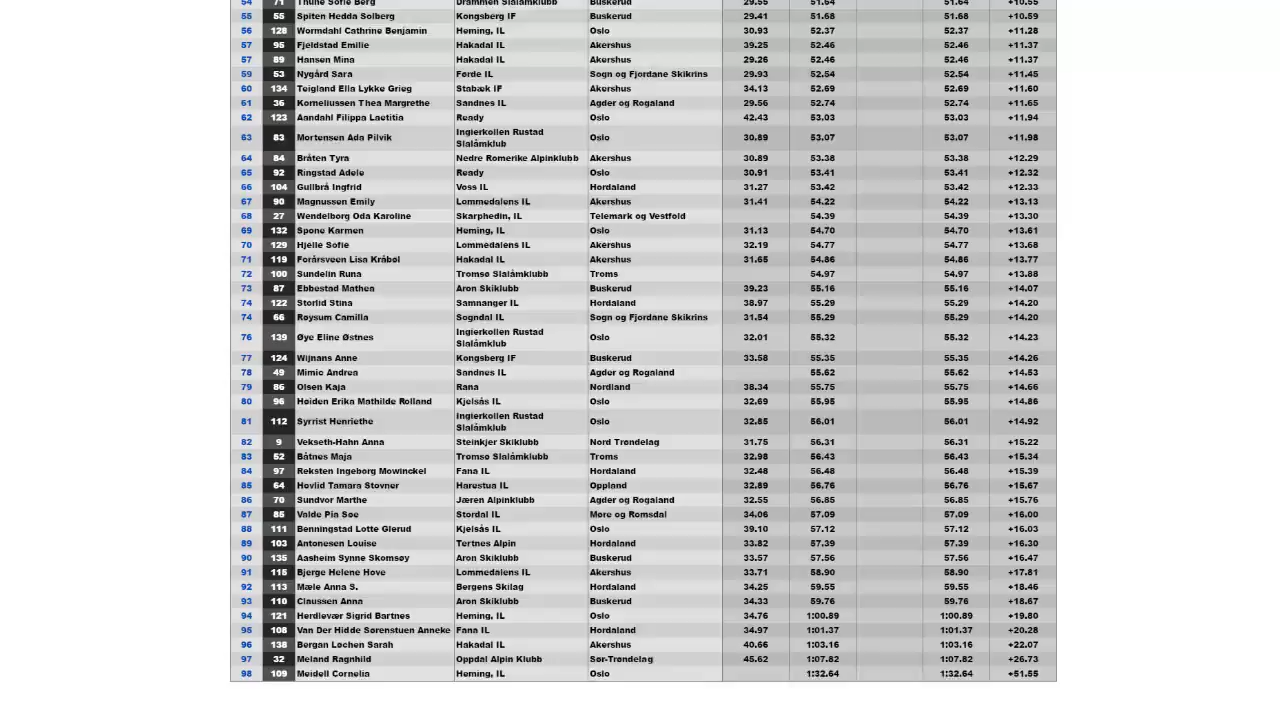 54 71 Thune Sofie Berg Drammen Slalåmklubb Buskerud 29.55 51.64 51.64 +10.55
55 55 Spiten Hedda Solberg Kongsberg IF Buskerud 29.41 51.68 51.68 +10.59
56 128 Wormdahl Cathrine Benjamin Heming, IL Oslo 30.93 52.37 52.37 +11.28
57 95 Fjeldstad Emilie Hakadal IL Akershus 39.25 52.46 52.46 +11.37
57 89 Hansen Mina Hakadal IL Akershus 29.26 52.46 52.46 +11.37
59 53 Nygård Sara Førde IL Sogn og Fjordane Skikrins 29.93 52.54 52.54 +11.45
60 134 Teigland Ella Lykke Grieg Stabæk IF Akershus 34.13 52.69 52.69 +11.60
61 36 Korneliussen Thea Margrethe Sandnes IL Agder og Rogaland 29.56 52.74 52.74 +11.65
62 123 Aandahl Filippa Laetitia Ready Oslo 42.43 53.03 53.03 +11.94
63 83 Mortensen Ada Pilvik Ingierkollen Rustad Slalåmklub Oslo 30.89 53.07 53.07 +11.98
64 84 Bråten Tyra Nedre Romerike Alpinklubb Akershus 30.89 53.38 53.38 +12.29
65 92 Ringstad Adele Ready Oslo 30.91 53.41 53.41 +12.32
66 104 Gullbrå Ingfrid Voss IL Hordaland 31.27 53.42 53.42 +12.33
67 90 Magnussen Emily Lommedalens IL Akershus 31.41 54.22 54.22 +13.13
68 27 Wendelborg Oda Karoline Skarphedin, IL Telemark og Vestfold 54.39 54.39 +13.30
69 132 Spone Karmen Heming, IL Oslo 31.13 54.70 54.70 +13.61
70 129 Hjelle Sofie Lommedalens IL Akershus 32.19 54.77 54.77 +13.68
71 119 Forårsveen Lisa Kråbøl Hakadal IL Akershus 31.65 54.86 54.86 +13.77
72 100 Sundelin Runa Tromsø Slalåmklubb Troms 54.97 54.97 +13.88
73 87 Ebbestad Mathea Aron Skiklubb Buskerud 39.23 55.16 55.16 +14.07
74 122 Storlid Stina Samnanger IL Hordaland 38.97 55.29 55.29 +14.20
74 66 Røysum Camilla Sogndal IL Sogn og Fjordane Skikrins 31.54 55.29 55.29 +14.20
76 139 Øye Eline Østnes Ingierkollen Rustad Slalåmklub Oslo 32.01 55.32 55.32 +14.23
77 124 Wijnans Anne Kongsberg IF Buskerud 33.58 55.35 55.35 +14.26
78 49 Mimie Andrea Sandnes IL Agder og Rogaland 55.62 55.62 +14.53
79 86 Olsen Kaja Rana Nordland 38.34 55.75 55.75 +14.66
80 96 Høiden Erika Mathilde Rolland Kjelsås IL Oslo 32.69 55.95 55.95 +14.86
81 112 Syrrist Henriethe Ingierkollen Rustad Slalåmklub Oslo 32.85 56.01 56.01 +14.92
82 9 Vekseth-Hahn Anna Steinkjer Skiklubb Nord Trøndelag 31.75 56.31 56.31 +15.22
83 52 Båtnes Maja Tromsø Slalåmklubb Troms 32.98 56.43 56.43 +15.34
84 97 Reksten Ingeborg Mowinckel Fana IL Hordaland 32.48 56.48 56.48 +15.39
85 64 Hovlid Tamara Stovner Harestua IL Oppland 32.89 56.76 56.76 +15.67
86 70 Sundvor Marthe Jæren Alpinklubb Agder og Rogaland 32.55 56.85 56.85 +15.76
87 85 Valde Pia Søe Stordal IL Møre og Romsdal 34.06 57.09 57.09 +16.00
88 111 Benningstad Lotte Glerud Kjelsås IL Oslo 39.10 57.12 57.12 +16.03
89 103 Antonesen Louise Tertnes Alpin Hordaland 33.82 57.39 57.39 +16.30
90 135 Aasheim Synne Skomsøy Aron Skiklubb Buskerud 33.57 57.56 57.56 +16.47
91 115 Bjerge Helene Hove Lommedalens IL Akershus 33.71 58.90 58.90 +17.81
92 113 Mæle Anna S. Bergens Skilag Hordaland 34.25 59.55 59.55 +18.46
93 110 Claussen Anna Aron Skiklubb Buskerud 34.33 59.76 59.76 +18.67
94 121 Herdlevær Sigrid Bartnes Heming, IL Oslo 34.76 1:00.89 1:00.89 +19.80
95 108 Van Der Hidde Sørenstuen Anneke Fana IL Hordaland 34.97 1:01.37 1:01.37 +20.28
96 138 Bergan Løchen Sarah Hakadal IL Akershus 40.66 1:03.16 1:03.16 +22.07
97 32 Meland Ragnhild Oppdal Alpin Klubb Sør-Trøndelag 45.62 1:07.82 1:07.82 +26.73
98 109 Meidell Cornelia Heming, IL Oslo 1:32.64 1:32.64 +51.55